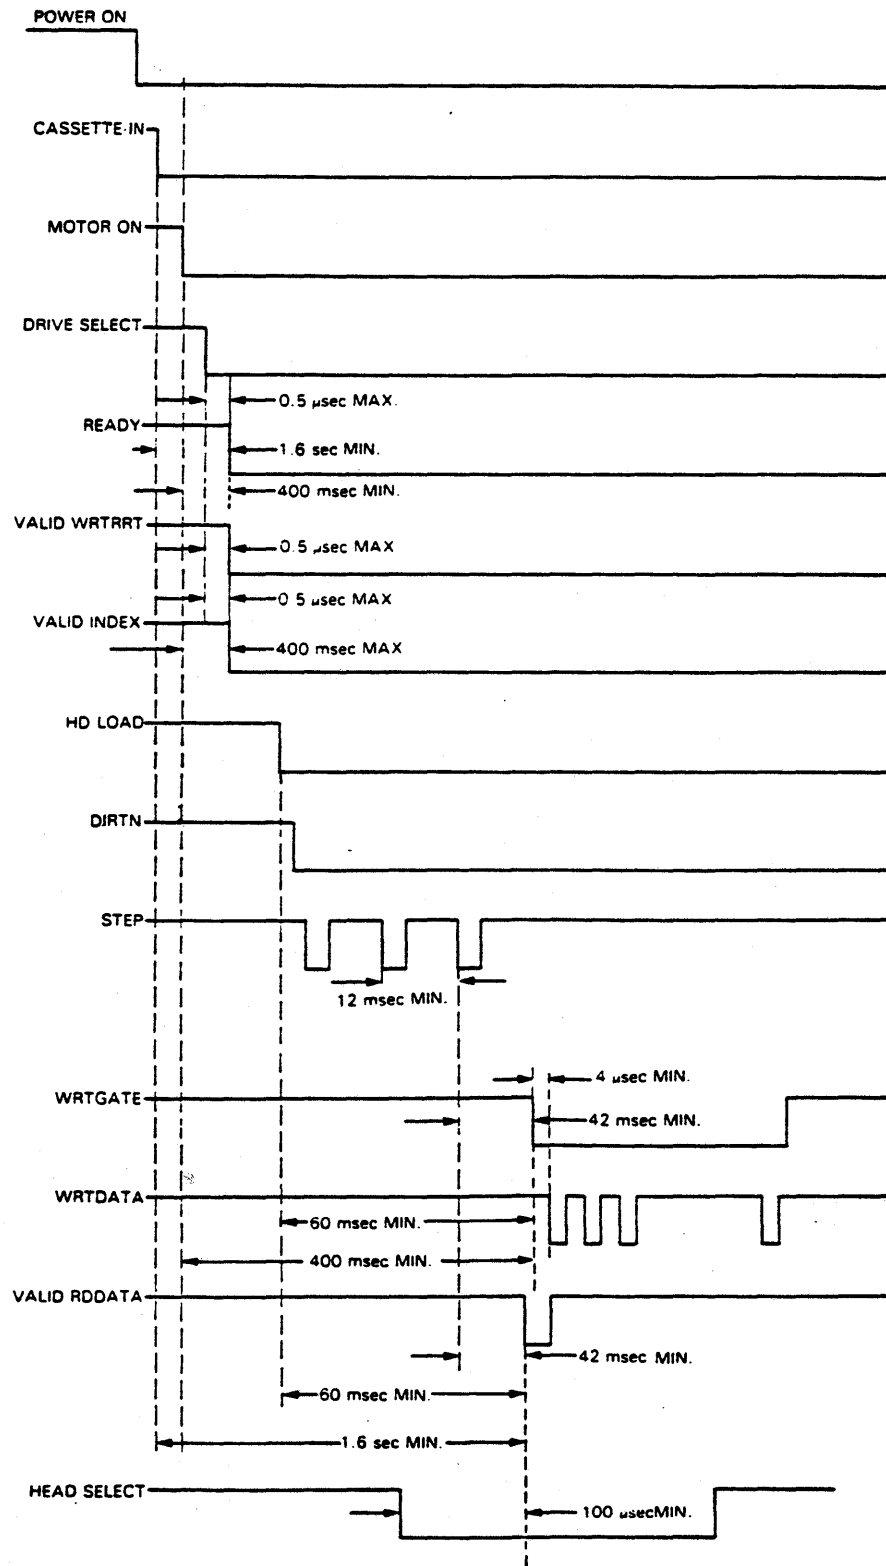 POWER ON
CASSETTE-IN
MOTOR ON
DRIVE SELECT
0.5 µsec MAX.
READY
1.6 sec MIN.
400 msec MIN.
VALID WRTRRT
0.5 µsec MAX
0 5 µsec MAX
VALID INDEX
400 msec MAX
HD LOAD
DIRTN
STEP
12 msec MIN.
4 µsec MIN.
WRTGATE
42 msec MIN.
WRTDATA
60 msec MIN.
400 msec MIN.
VALID RDDATA
42 msec MIN.
60 msec MIN.
1.6 sec MIN.
HEAD SELECT
100 µsecMIN.